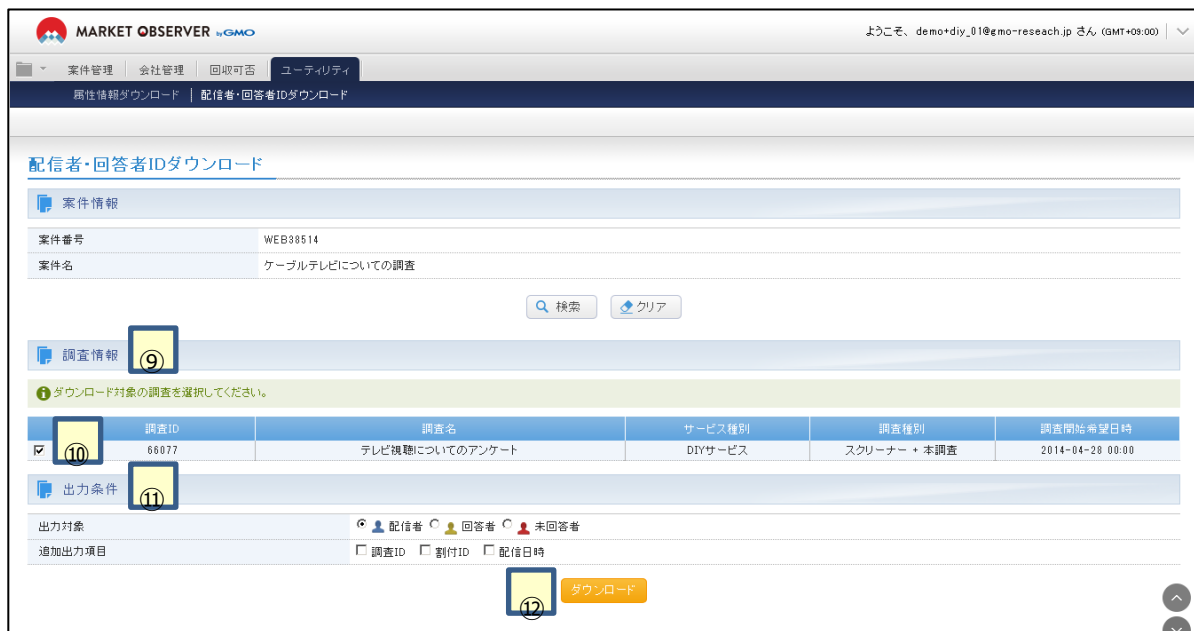 MARKET OBSERVER by GMO
ようこそ、 demo+diy_01@gmo-reseach.jp さん (GMT+09:00)
案件管理 会社管理 回収可否 ユーティリティ
属性情報ダウンロード 配信者・回答者IDダウンロード
配信者・回答者IDダウンロード
案件情報
案件番号 WEB38514
案件名 ケーブルテレビについての調査
検索 クリア
調査情報 ⑨
ダウンロード対象の調査を選択してください。
調査ID 調査名 サービス種別 調査種別 調査開始希望日時
⑩ 66077 テレビ視聴についてのアンケート DIYサービス スクリーナー + 本調査 2014-04-28 00:00
出力条件 ⑪
出力対象 配信者 回答者 未回答者
追加出力項目 調査ID 割付ID 配信日時
⑫ ダウンロード